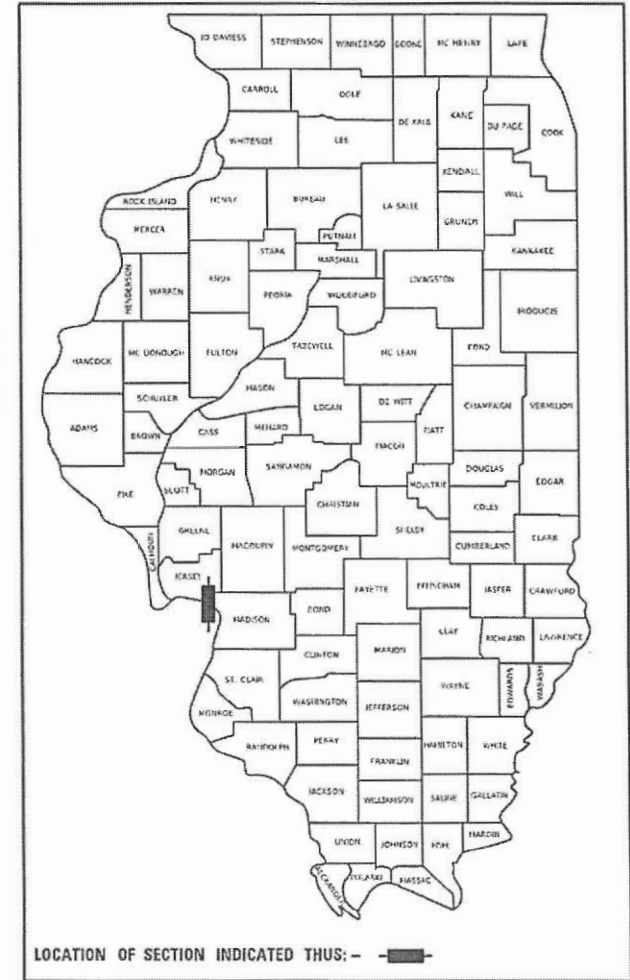 JO DAVIESS STEPHENSON WINNEBAGO BOONE MC HENRY LAKE
CARROLL OGLE DE KALB KANE DU PAGE COOK
WHITESIDE LEE
KENDALL
ROCK ISLAND HENRY BUREAU LA SALLE GRUNDY WILL
MERCER PUTNAM
STARK MARSHALL KANKAKEE
HENDERSON WARREN KNOX PEORIA WOODFORD LIVINGSTON IROQUOIS
HANCOCK MC DONOUGH FULTON TAZEWELL MC LEAN FORD
MASON
SCHUYLER LOGAN DE WITT CHAMPAIGN VERMILION
ADAMS BROWN CASS MENARD MACON PIATT
PIKE SCOTT MORGAN SANGAMON DOUGLAS EDGAR
CHRISTIAN MOULTRIE COLES
CALHOUN GREENE MACOUPIN MONTGOMERY SHELBY CUMBERLAND CLARK
JERSEY FAYETTE EFFINGHAM JASPER CRAWFORD
MADISON BOND
CLAY RICHLAND LAWRENCE
CLINTON MARION
ST. CLAIR WAYNE EDWARDS WABASH
WASHINGTON JEFFERSON
MONROE
RANDOLPH PERRY HAMILTON WHITE
FRANKLIN
JACKSON WILLIAMSON SALINE GALLATIN
UNION JOHNSON POPE HARDIN
ALEXANDER PULASKI MASSAC
LOCATION OF SECTION INDICATED THUS: –